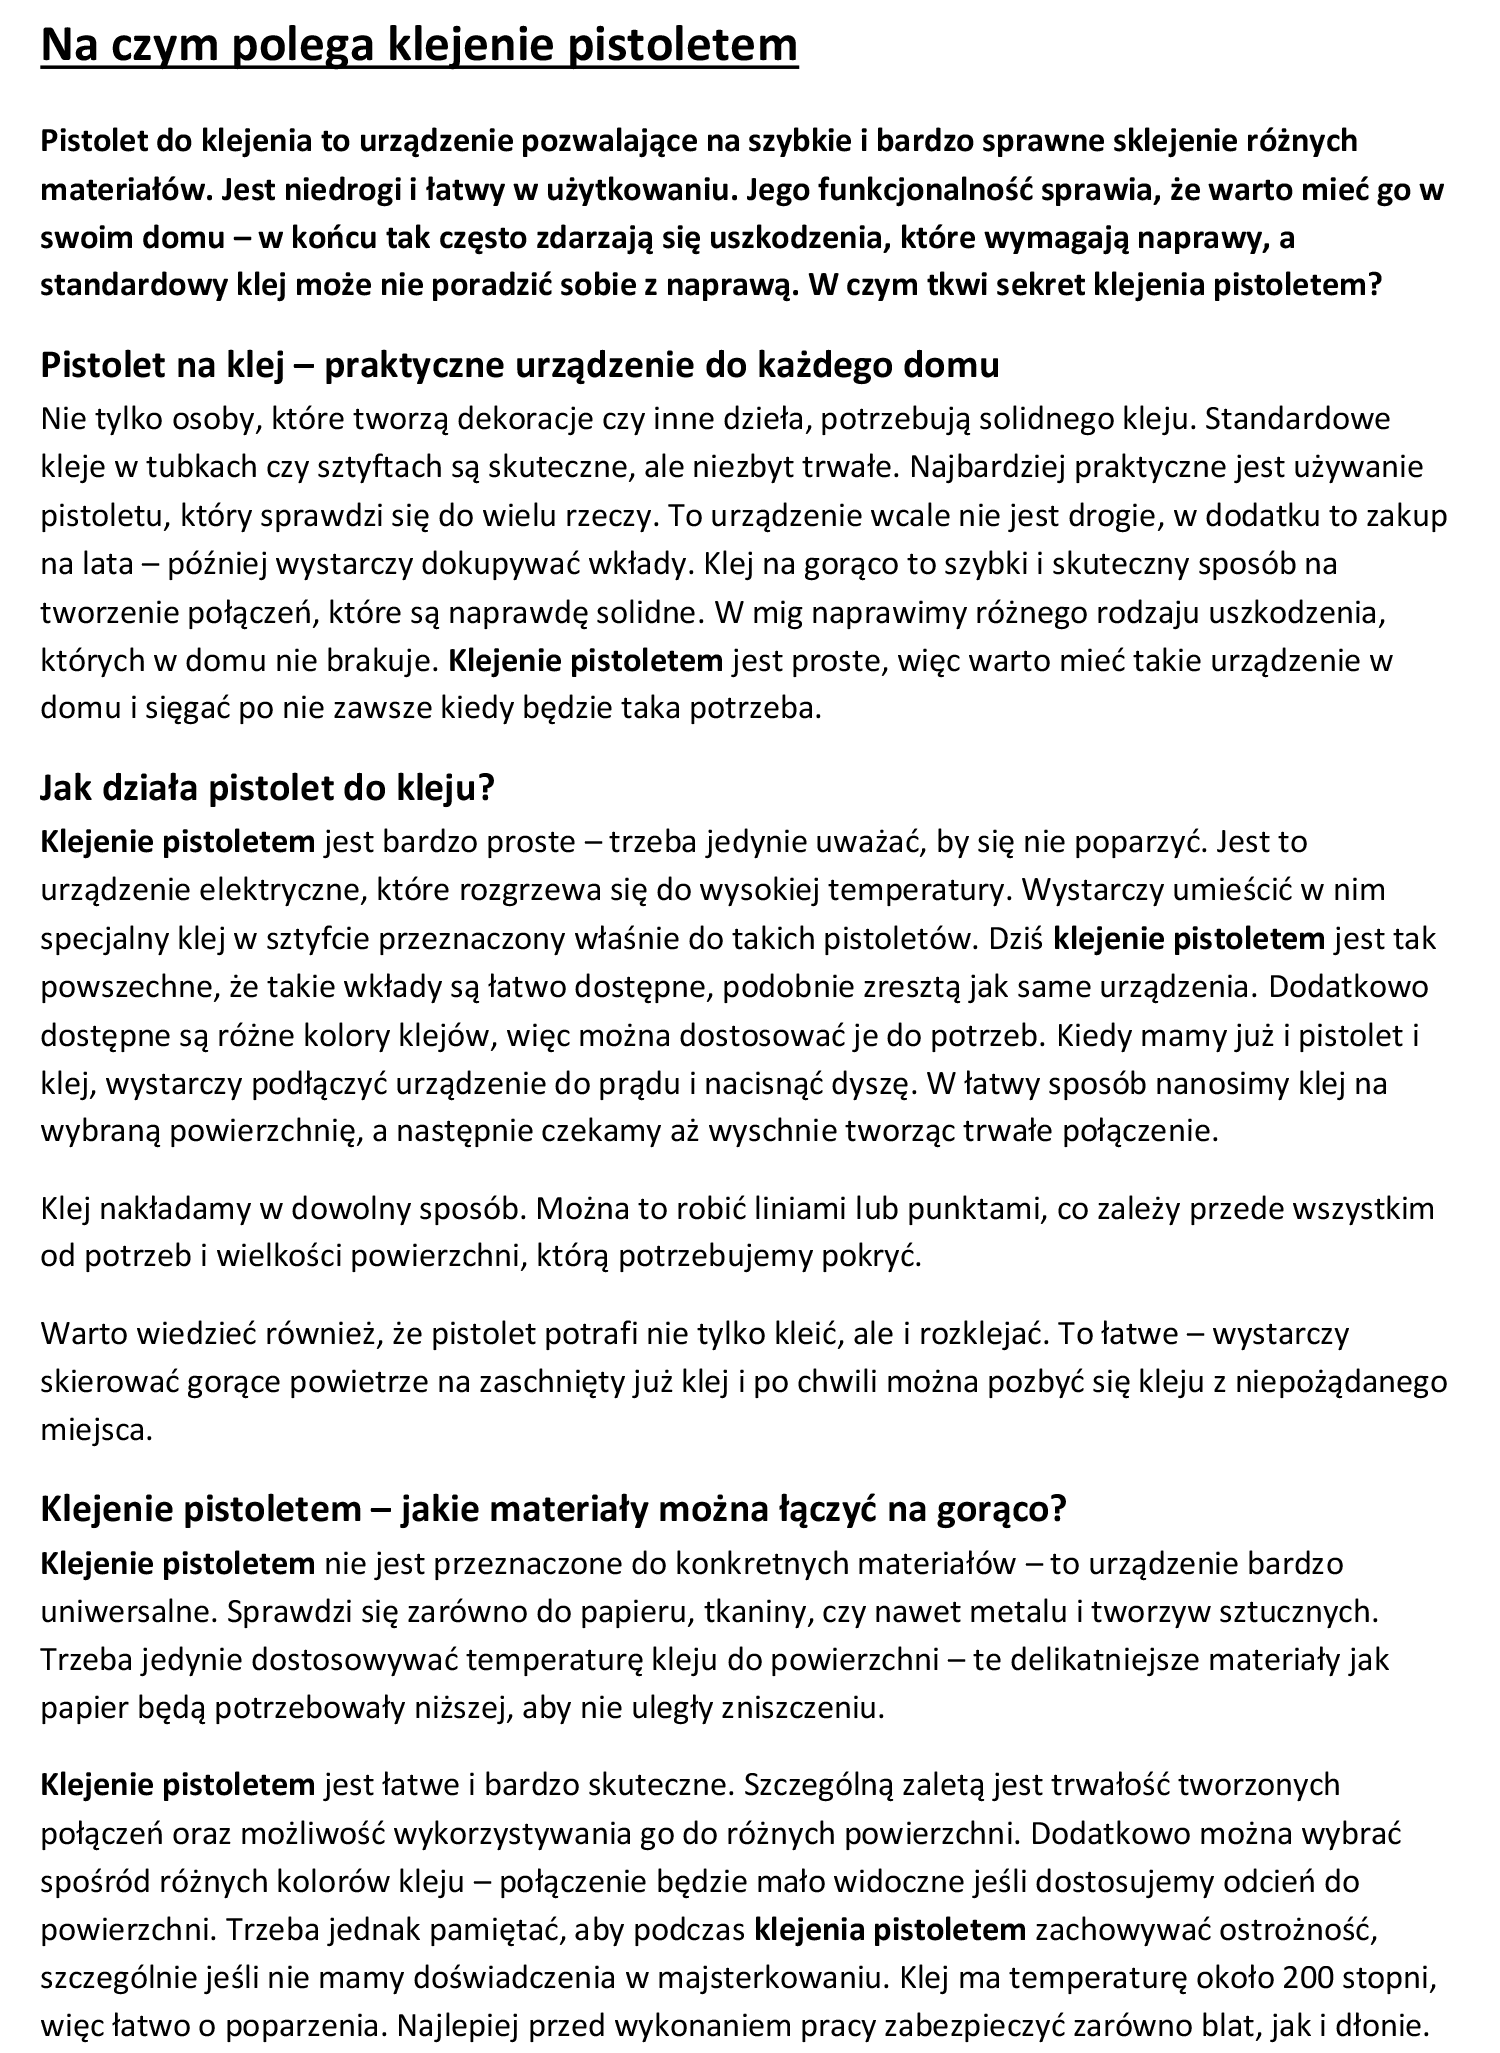 Na czym polega klejenie pistoletem
Pistolet do klejenia to urządzenie pozwalające na szybkie i bardzo sprawne sklejenie różnych
materiałów. Jest niedrogi i łatwy w użytkowaniu. Jego funkcjonalność sprawia, że warto mieć go w
swoim domu – w końcu tak często zdarzają się uszkodzenia, które wymagają naprawy, a
standardowy klej może nie poradzić sobie z naprawą. W czym tkwi sekret klejenia pistoletem?
Pistolet na klej – praktyczne urządzenie do każdego domu
Nie tylko osoby, które tworzą dekoracje czy inne dzieła, potrzebują solidnego kleju. Standardowe
kleje w tubkach czy sztyftach są skuteczne, ale niezbyt trwałe. Najbardziej praktyczne jest używanie
pistoletu, który sprawdzi się do wielu rzeczy. To urządzenie wcale nie jest drogie, w dodatku to zakup
na lata – później wystarczy dokupywać wkłady. Klej na gorąco to szybki i skuteczny sposób na
tworzenie połączeń, które są naprawdę solidne. W mig naprawimy różnego rodzaju uszkodzenia,
których w domu nie brakuje. Klejenie pistoletem jest proste, więc warto mieć takie urządzenie w
domu i sięgać po nie zawsze kiedy będzie taka potrzeba.
Jak działa pistolet do kleju?
Klejenie pistoletem jest bardzo proste – trzeba jedynie uważać, by się nie poparzyć. Jest to
urządzenie elektryczne, które rozgrzewa się do wysokiej temperatury. Wystarczy umieścić w nim
specjalny klej w sztyfcie przeznaczony właśnie do takich pistoletów. Dziś klejenie pistoletem jest tak
powszechne, że takie wkłady są łatwo dostępne, podobnie zresztą jak same urządzenia. Dodatkowo
dostępne są różne kolory klejów, więc można dostosować je do potrzeb. Kiedy mamy już i pistolet i
klej, wystarczy podłączyć urządzenie do prądu i nacisnąć dyszę. W łatwy sposób nanosimy klej na
wybraną powierzchnię, a następnie czekamy aż wyschnie tworząc trwałe połączenie.
Klej nakładamy w dowolny sposób. Można to robić liniami lub punktami, co zależy przede wszystkim
od potrzeb i wielkości powierzchni, którą potrzebujemy pokryć.
Warto wiedzieć również, że pistolet potrafi nie tylko kleić, ale i rozklejać. To łatwe – wystarczy
skierować gorące powietrze na zaschnięty już klej i po chwili można pozbyć się kleju z niepożądanego
miejsca.
Klejenie pistoletem – jakie materiały można łączyć na gorąco?
Klejenie pistoletem nie jest przeznaczone do konkretnych materiałów – to urządzenie bardzo
uniwersalne. Sprawdzi się zarówno do papieru, tkaniny, czy nawet metalu i tworzyw sztucznych.
Trzeba jedynie dostosowywać temperaturę kleju do powierzchni – te delikatniejsze materiały jak
papier będą potrzebowały niższej, aby nie uległy zniszczeniu.
Klejenie pistoletem jest łatwe i bardzo skuteczne. Szczególną zaletą jest trwałość tworzonych
połączeń oraz możliwość wykorzystywania go do różnych powierzchni. Dodatkowo można wybrać
spośród różnych kolorów kleju – połączenie będzie mało widoczne jeśli dostosujemy odcień do
powierzchni. Trzeba jednak pamiętać, aby podczas klejenia pistoletem zachowywać ostrożność,
szczególnie jeśli nie mamy doświadczenia w majsterkowaniu. Klej ma temperaturę około 200 stopni,
więc łatwo o poparzenia. Najlepiej przed wykonaniem pracy zabezpieczyć zarówno blat, jak i dłonie.